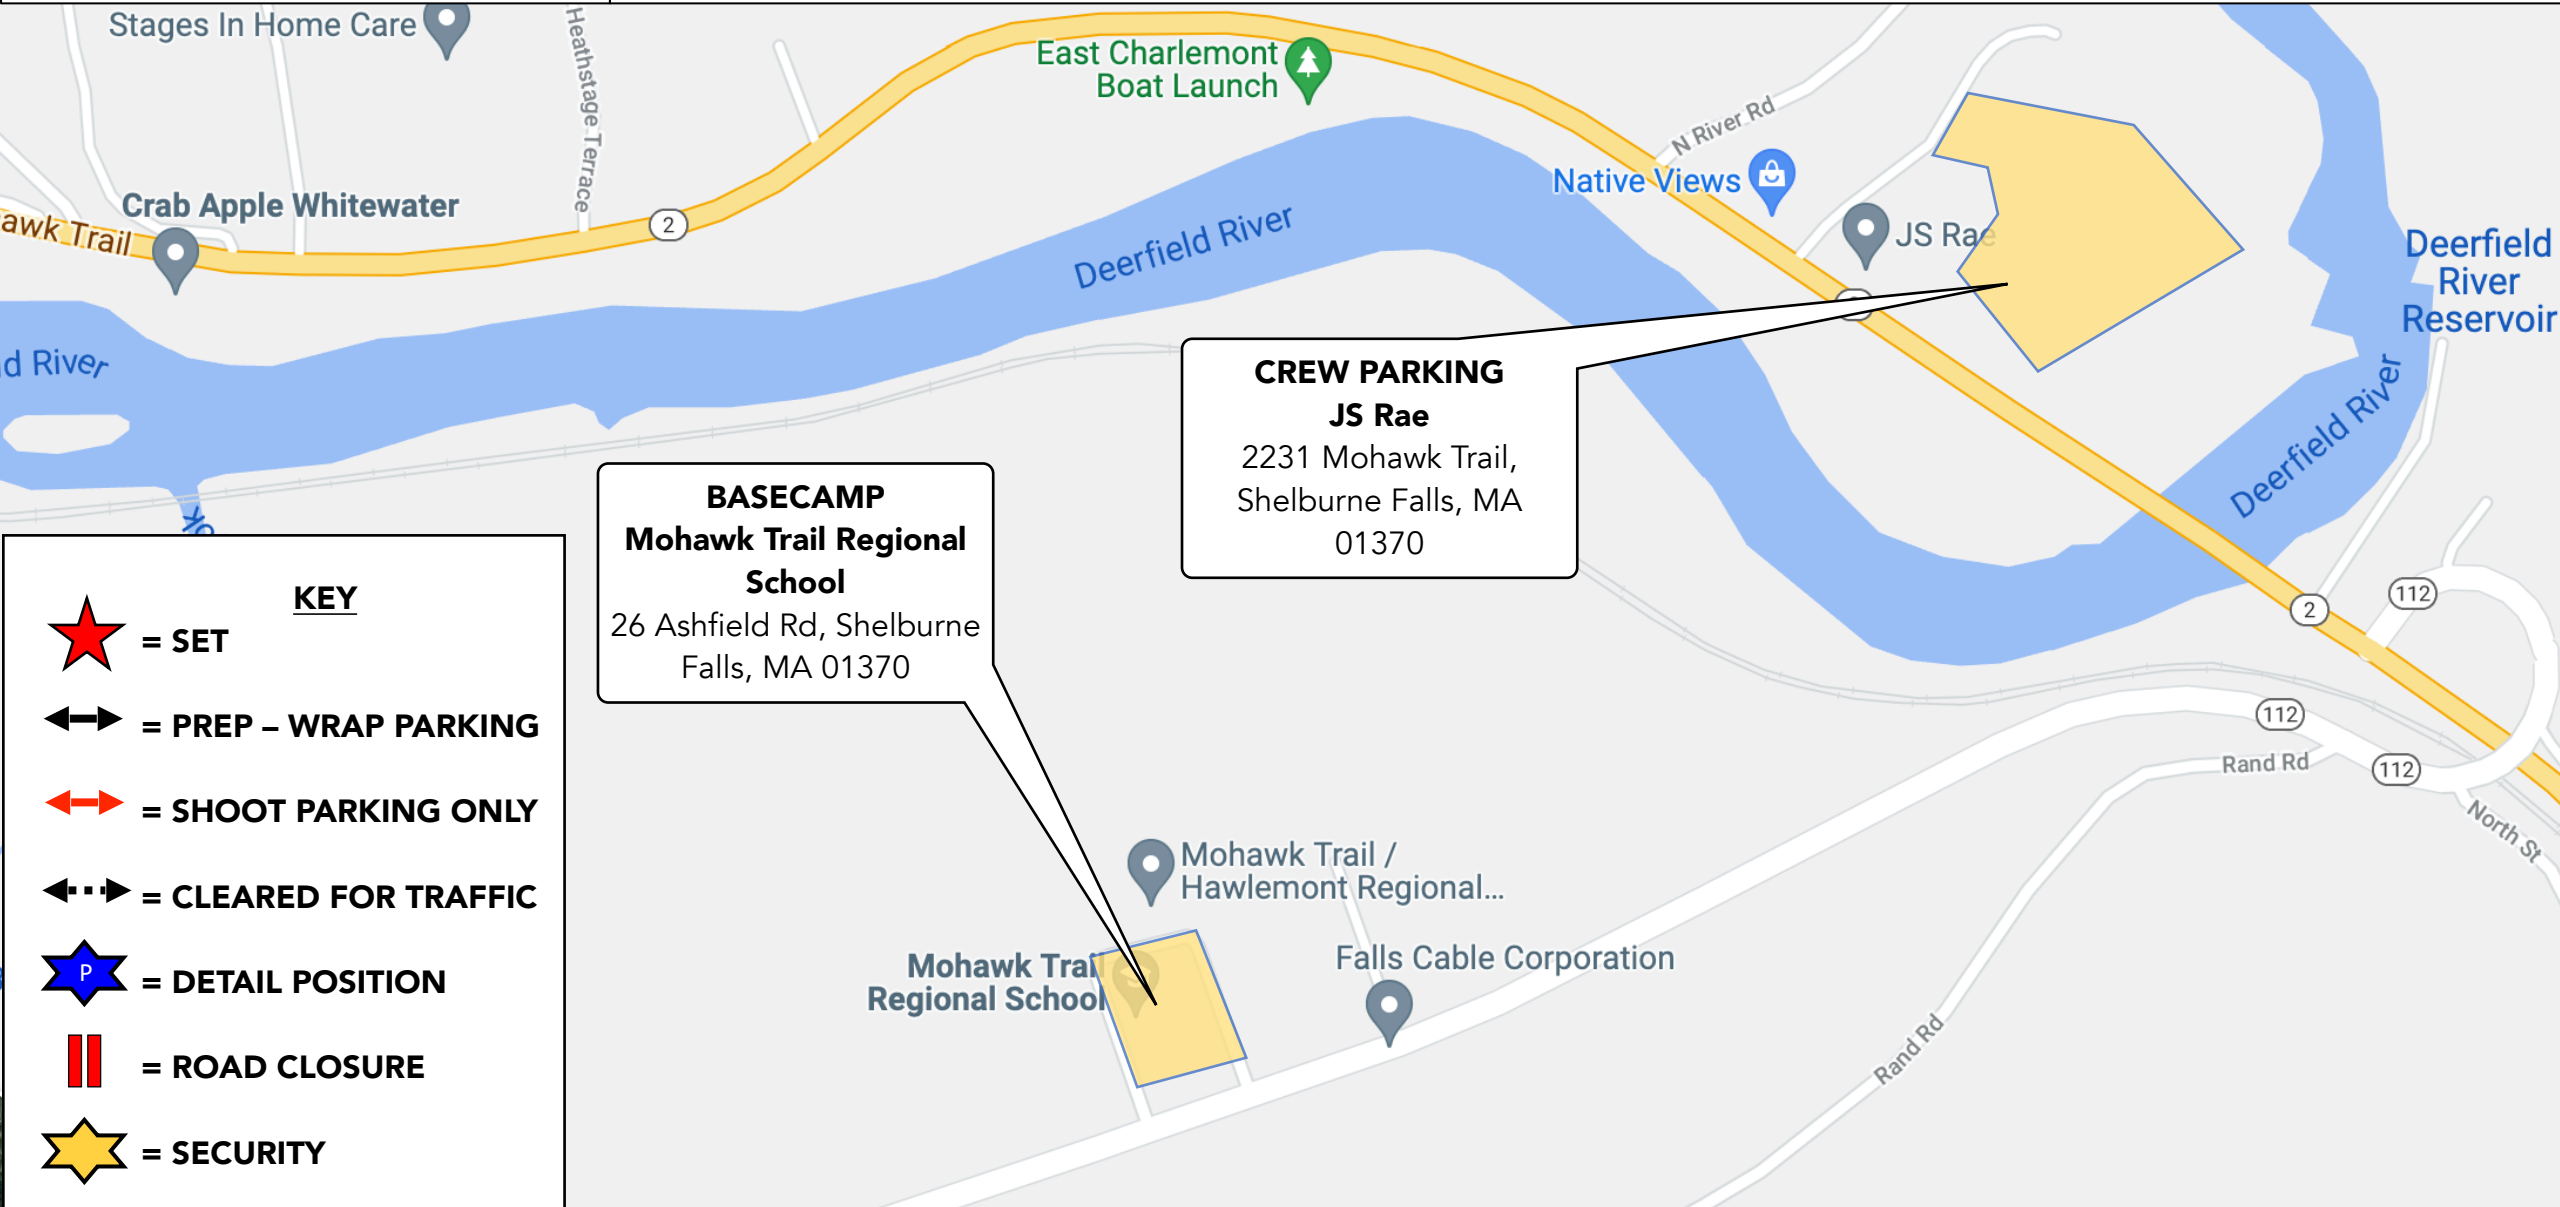 Stages In Home Care
Heathstage Terrace
East Charlemont
Boat Launch
N River Rd
Native Views
Crab Apple Whitewater
awk Trail
2
Deerfield River
JS Rae
Deerfield
River
Reservoir
d River
CREW PARKING
JS Rae
2231 Mohawk Trail,
Shelburne Falls, MA
01370
Deerfield River
BASECAMP
Mohawk Trail Regional
School
26 Ashfield Rd, Shelburne
Falls, MA 01370
2
112
112
Rand Rd
112
North St
Mohawk Trail /
Hawlemont Regional...
Mohawk Trail
Regional School
Falls Cable Corporation
Rand Rd
KEY
= SET
= PREP – WRAP PARKING
= SHOOT PARKING ONLY
= CLEARED FOR TRAFFIC
P
= DETAIL POSITION
= ROAD CLOSURE
= SECURITY